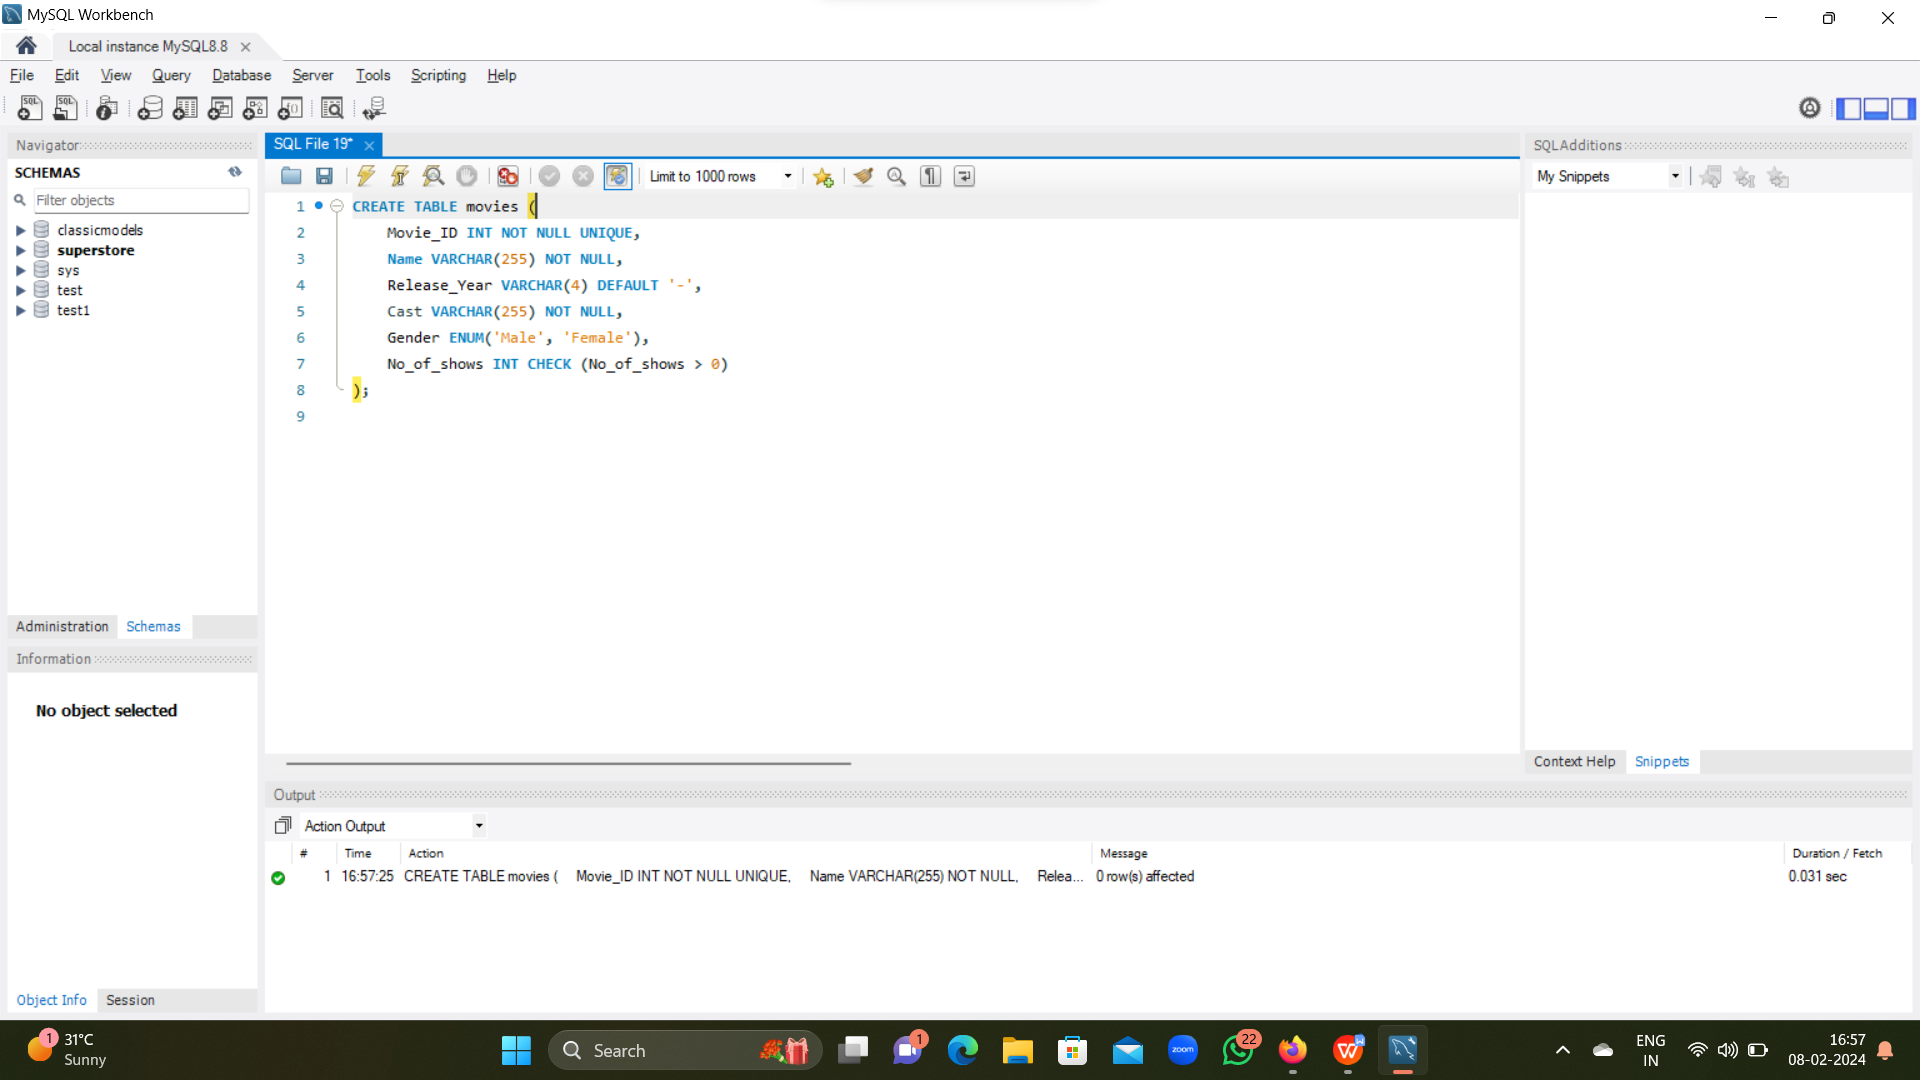 MySQL Workbench
Local instance MySQL8.8
File Edit View Query Database Server Tools Scripting Help
Navigator
SCHEMAS
Filter objects
classicmodels
superstore
sys
test
test1
Administration Schemas
Information
No object selected
Object Info Session
SQL File 19*
Limit to 1000 rows
1 CREATE TABLE movies (
2 Movie_ID INT NOT NULL UNIQUE,
3 Name VARCHAR(255) NOT NULL,
4 Release_Year VARCHAR(4) DEFAULT '-',
5 Cast VARCHAR(255) NOT NULL,
6 Gender ENUM('Male', 'Female'),
7 No_of_shows INT CHECK (No_of_shows > 0)
8 );
9
SQLAdditions
My Snippets
Context Help Snippets
Output
Action Output
# Time Action Message Duration / Fetch
1 16:57:25 CREATE TABLE movies ( Movie_ID INT NOT NULL UNIQUE, Name VARCHAR(255) NOT NULL, Relea... 0 row(s) affected 0.031 sec
1
31°C
Sunny
Search
1
zoom
22
ENG
IN
16:57
08-02-2024